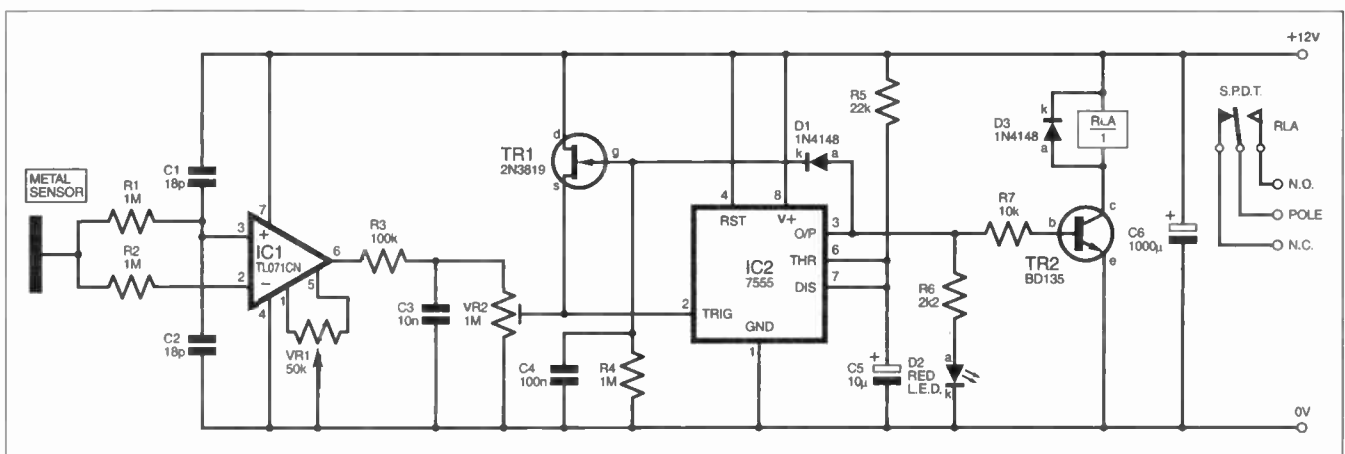 +12V
S.P.D.T.
RLA
N.O.
POLE
N.C.
METAL
SENSOR
R1
1M
R2
1M
C1
18p
C2
18p
3
+
7
IC1
TL071CN
6
2
−
4
1
5
VR1
50k
R3
100k
C3
10n
VR2
1M
TR1
2N3819
d
g
s
C4
100n
R4
1M
D1
1N4148
k
a
4
RST
8
V+
O/P
3
IC2
7555
THR
6
DIS
7
2
TRIG
GND
1
R5
22k
C5
10µ
+
R6
2k2
D2
RED
L.E.D.
a
k
R7
10k
b
c
e
TR2
BD135
D3
1N4148
k
a
RLA
1
C6
1000µ
+
0V